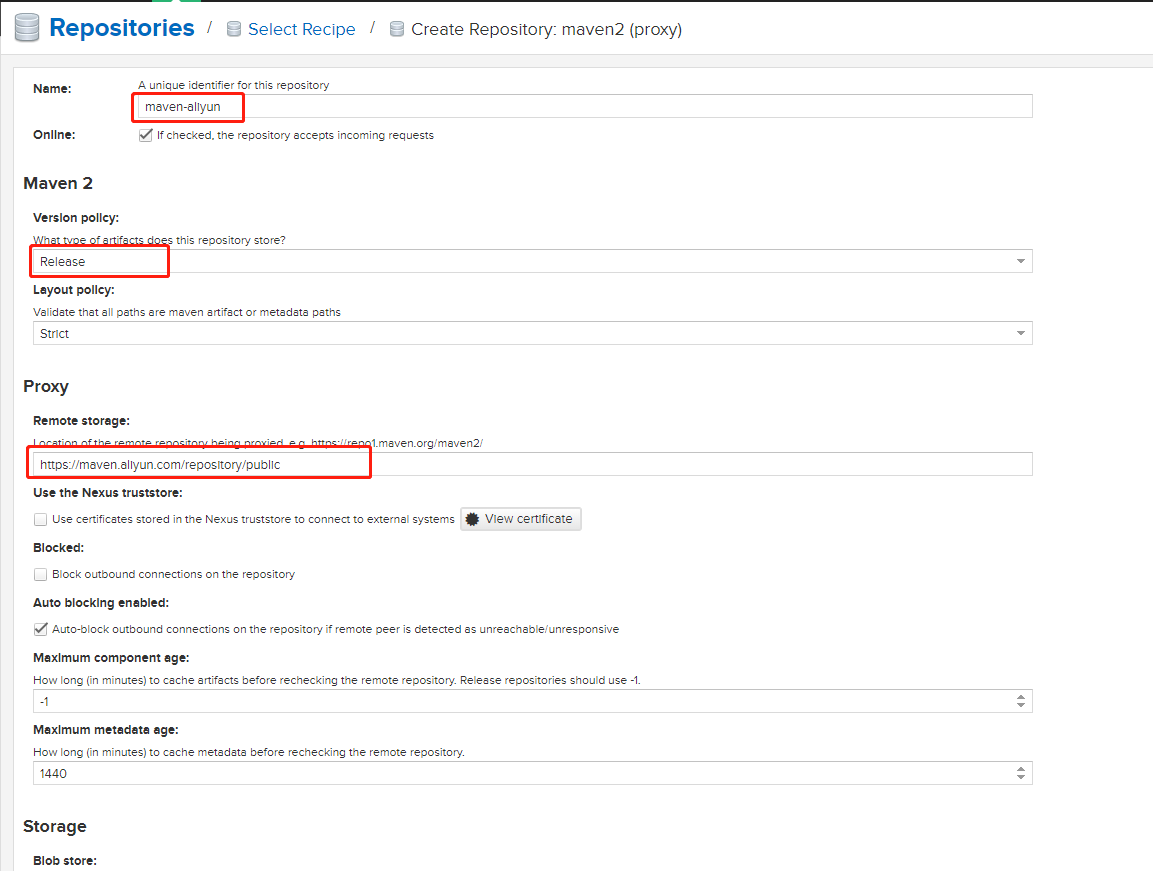 Repositories / Select Recipe / Create Repository: maven2 (proxy)
Name:
A unique identifier for this repository
maven-aliyun
Online:
If checked, the repository accepts incoming requests
Maven 2
Version policy:
What type of artifacts does this repository store?
Release
Layout policy:
Validate that all paths are maven artifact or metadata paths
Strict
Proxy
Remote storage:
Location of the remote repository being proxied, e.g. https://repo1.maven.org/maven2/
https://maven.aliyun.com/repository/public
Use the Nexus truststore:
Use certificates stored in the Nexus truststore to connect to external systems View certificate
Blocked:
Block outbound connections on the repository
Auto blocking enabled:
Auto-block outbound connections on the repository if remote peer is detected as unreachable/unresponsive
Maximum component age:
How long (in minutes) to cache artifacts before rechecking the remote repository. Release repositories should use -1.
-1
Maximum metadata age:
How long (in minutes) to cache metadata before rechecking the remote repository.
1440
Storage
Blob store: